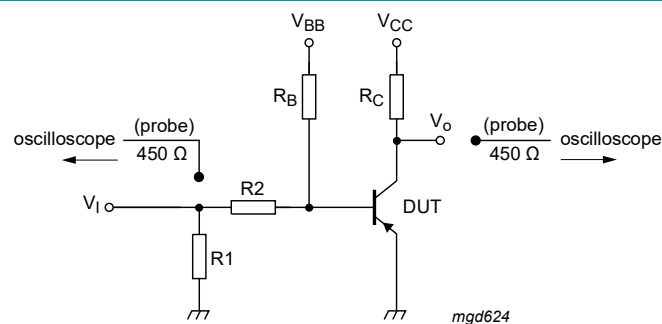 V_BB V_CC
R_B R_C
V_o
(probe) (probe)
oscilloscope oscilloscope
450 Ω 450 Ω
R2
V_I DUT
R1
mgd624